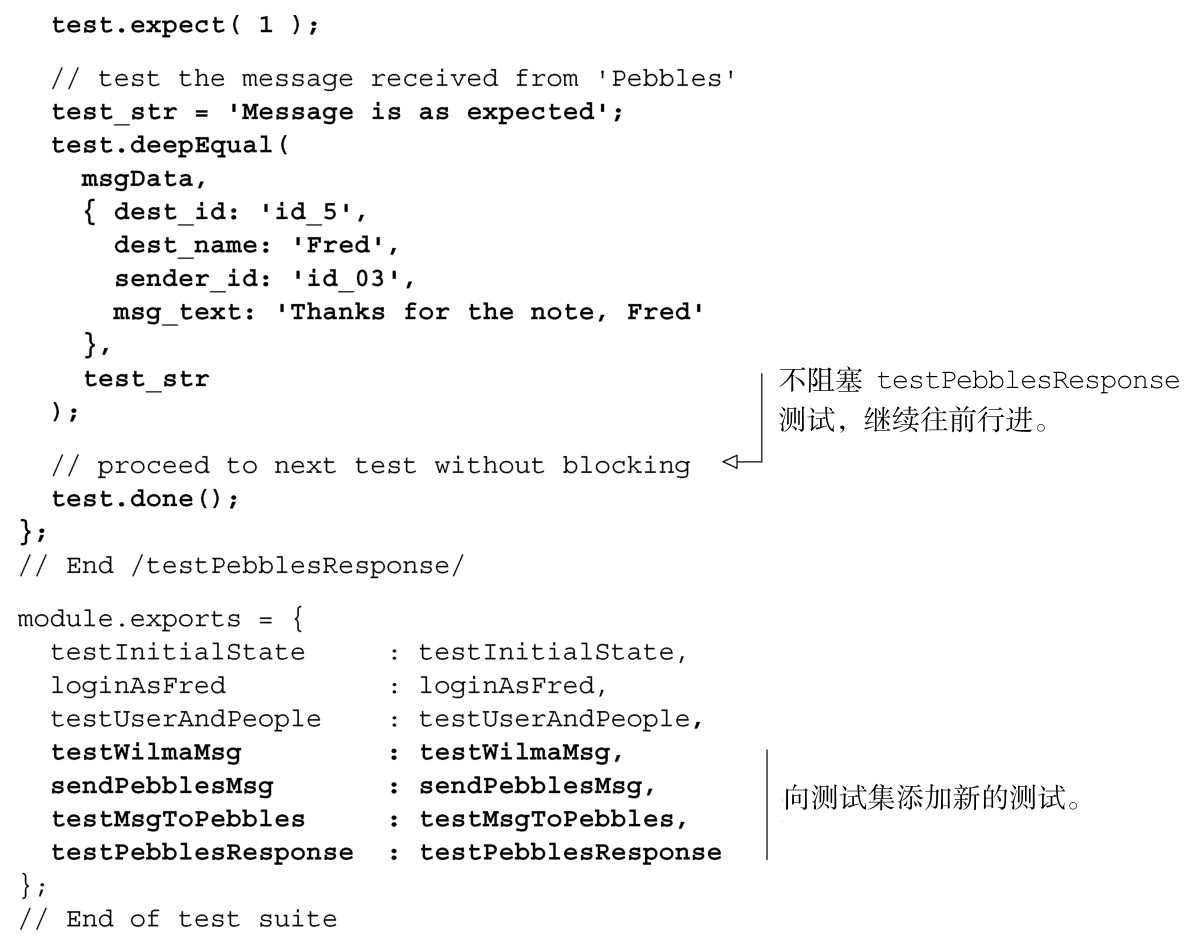 test.expect( 1 );
// test the message received from 'Pebbles'
test_str = 'Message is as expected';
test.deepEqual(
msgData,
{ dest_id: 'id_5',
dest_name: 'Fred',
sender_id: 'id_03',
msg_text: 'Thanks for the note, Fred'
},
test_str
);
不阻塞 testPebblesResponse
测试，继续往前行进。
// proceed to next test without blocking
test.done();
};
// End /testPebblesResponse/
module.exports = {
testInitialState : testInitialState,
loginAsFred : loginAsFred,
testUserAndPeople : testUserAndPeople,
testWilmaMsg : testWilmaMsg,
sendPebblesMsg : sendPebblesMsg,
testMsgToPebbles : testMsgToPebbles,
testPebblesResponse : testPebblesResponse
向测试集添加新的测试。
};
// End of test suite